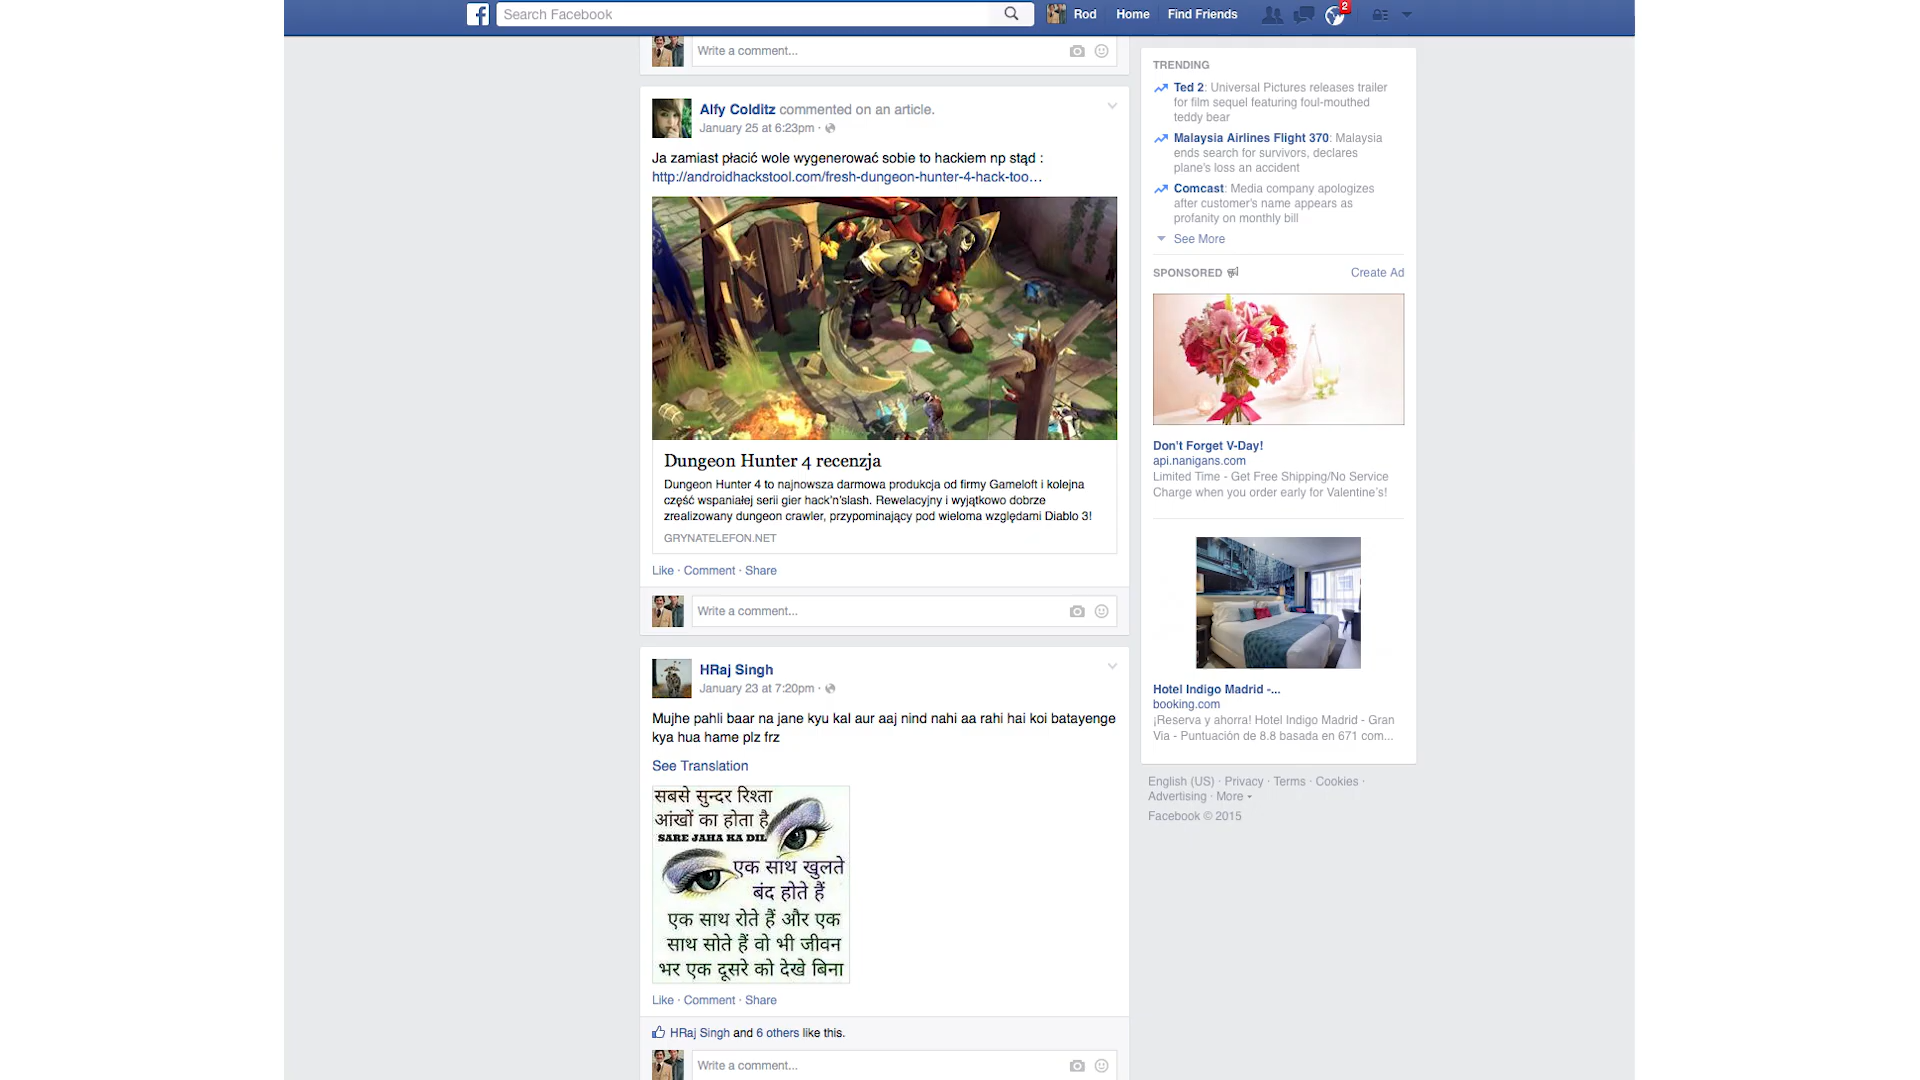 Search Facebook
Rod Home Find Friends 2
Write a comment...
Alfy Colditz commented on an article.
January 25 at 6:23pm ·
Ja zamiast płacić wole wygenerować sobie to hackiem np stąd :
http://androidhackstool.com/fresh-dungeon-hunter-4-hack-too…
Dungeon Hunter 4 recenzja
Dungeon Hunter 4 to najnowsza darmowa produkcja od firmy Gameloft i kolejna
część wspaniałej serii gier hack'n'slash. Rewelacyjny i wyjątkowo dobrze
zrealizowany dungeon crawler, przypominający pod wieloma względami Diablo 3!
GRYNATELEFON.NET
Like · Comment · Share
Write a comment...
HRaj Singh
January 23 at 7:20pm ·
Mujhe pahli baar na jane kyu kal aur aaj nind nahi aa rahi hai koi batayenge
kya hua hame plz frz
See Translation
सबसे सुन्दर रिश्ता
आंखों का होता है
SARE JAHA KA DIL
एक साथ खुलते
बंद होते हैं
एक साथ रोते हैं और एक
साथ सोते हैं वो भी जीवन
भर एक दूसरे को देखे बिना
Like · Comment · Share
HRaj Singh and 6 others like this.
Write a comment...
TRENDING
Ted 2: Universal Pictures releases trailer
for film sequel featuring foul-mouthed
teddy bear
Malaysia Airlines Flight 370: Malaysia
ends search for survivors, declares
plane's loss an accident
Comcast: Media company apologizes
after customer's name appears as
profanity on monthly bill
See More
SPONSORED Create Ad
Don't Forget V-Day!
api.nanigans.com
Limited Time - Get Free Shipping/No Service
Charge when you order early for Valentine's!
Hotel Indigo Madrid -...
booking.com
¡Reserva y ahorra! Hotel Indigo Madrid - Gran
Via - Puntuación de 8.8 basada en 671 com...
English (US) · Privacy · Terms · Cookies ·
Advertising · More
Facebook © 2015